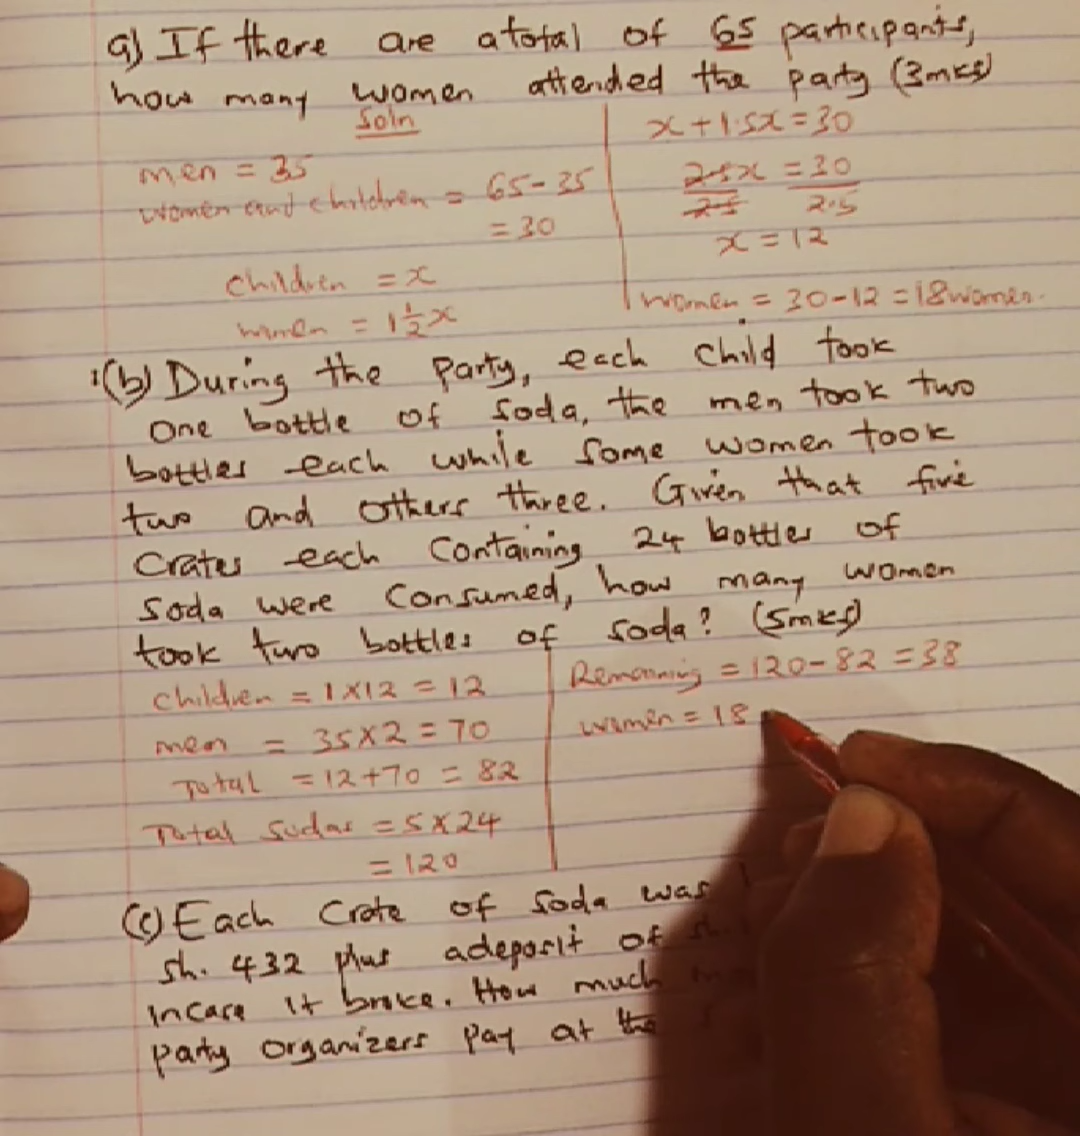 a) If there are a total of 65 participants,
how many women attended the party (3mks)
Soln
men = 35
women and children = 65 - 35
= 30
children = x
women = 1 1/2 x
x + 1.5x = 30
2.5x = 30
2.5 2.5
x = 12
women = 30 - 12 = 18 women.
(b) During the party, each child took
one bottle of soda, the men took two
bottles each while some women took
two and others three. Given that five
crates each containing 24 bottles of
soda were consumed, how many women
took two bottles of soda? (5mks)
children = 1 x 12 = 12
men = 35 x 2 = 70
Total = 12 + 70 = 82
Total sodas = 5 x 24
= 120
Remaining = 120 - 82 = 38
women = 18
(c) Each crate of soda was
sh. 432 plus a deposit of
incase it broke. How much
party organizers pay at the